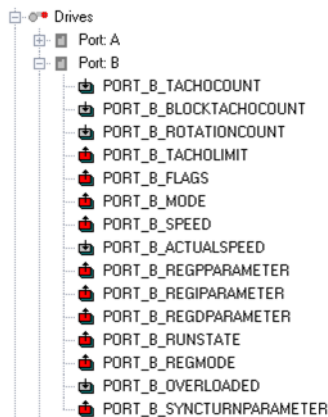 Drives
Port: A
Port: B
PORT_B_TACHOCOUNT
PORT_B_BLOCKTACHOCOUNT
PORT_B_ROTATIONCOUNT
PORT_B_TACHOLIMIT
PORT_B_FLAGS
PORT_B_MODE
PORT_B_SPEED
PORT_B_ACTUALSPEED
PORT_B_REGPPARAMETER
PORT_B_REGIPARAMETER
PORT_B_REGDPARAMETER
PORT_B_RUNSTATE
PORT_B_REGMODE
PORT_B_OVERLOADED
PORT_B_SYNCTURNPARAMETER